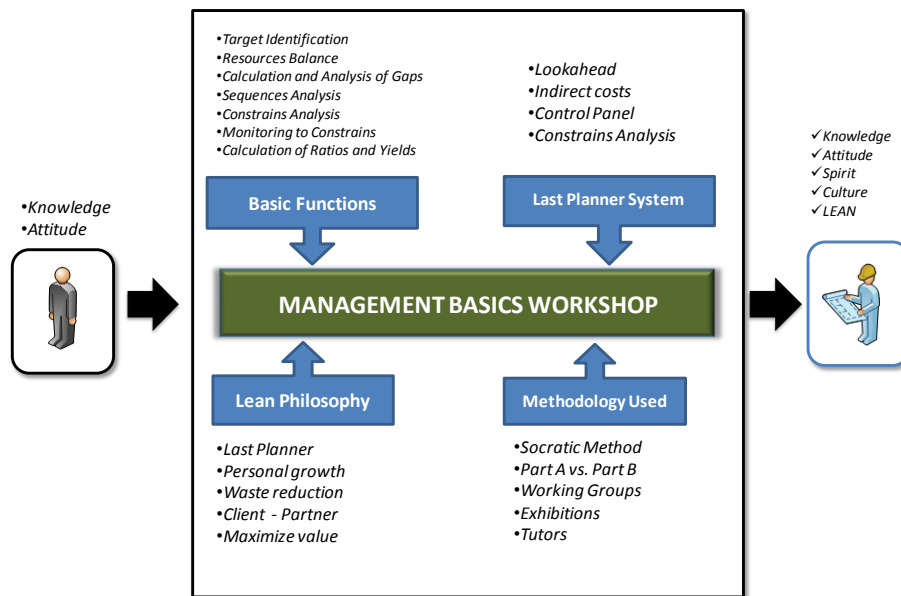 •Knowledge
•Attitude
•Target Identification
•Resources Balance
•Calculation and Analysis of Gaps
•Sequences Analysis
•Constrains Analysis
•Monitoring to Constrains
•Calculation of Ratios and Yields
Basic Functions
•Lookahead
•Indirect costs
•Control Panel
•Constrains Analysis
Last Planner System
MANAGEMENT BASICS WORKSHOP
Lean Philosophy
•Last Planner
•Personal growth
•Waste reduction
•Client - Partner
•Maximize value
Methodology Used
•Socratic Method
•Part A vs. Part B
•Working Groups
•Exhibitions
•Tutors
✓Knowledge
✓Attitude
✓Spirit
✓Culture
✓LEAN